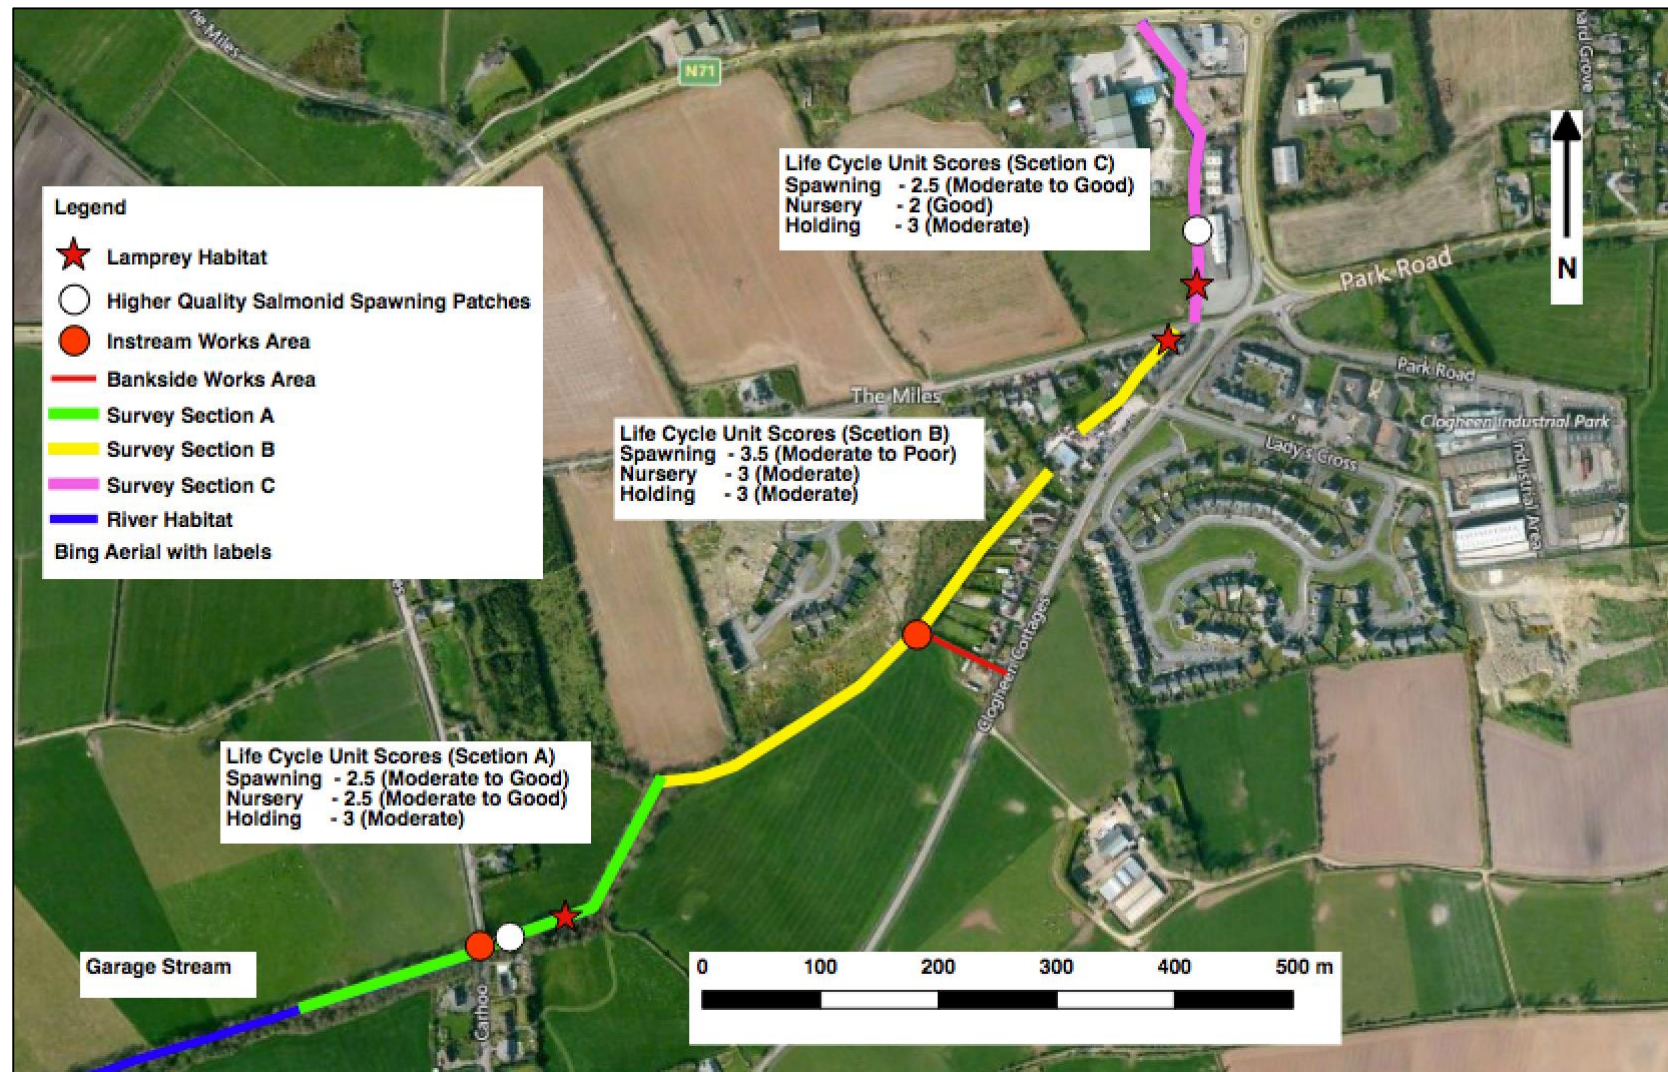 ne Miles
N71
nard Grove
Life Cycle Unit Scores (Scetion C)
Spawning - 2.5 (Moderate to Good)
Nursery - 2 (Good)
Holding - 3 (Moderate)
Legend
Lamprey Habitat
Higher Quality Salmonid Spawning Patches
Instream Works Area
Bankside Works Area
Survey Section A
Survey Section B
Survey Section C
River Habitat
Bing Aerial with labels
N
Park Road
Park Road
The Miles
Clogheen Industrial Park
Industrial Area
Lady's Cross
Life Cycle Unit Scores (Scetion B)
Spawning - 3.5 (Moderate to Poor)
Nursery - 3 (Moderate)
Holding - 3 (Moderate)
Clogheen Cottages
Life Cycle Unit Scores (Scetion A)
Spawning - 2.5 (Moderate to Good)
Nursery - 2.5 (Moderate to Good)
Holding - 3 (Moderate)
Garage Stream
Carhoo
0 100 200 300 400 500 m